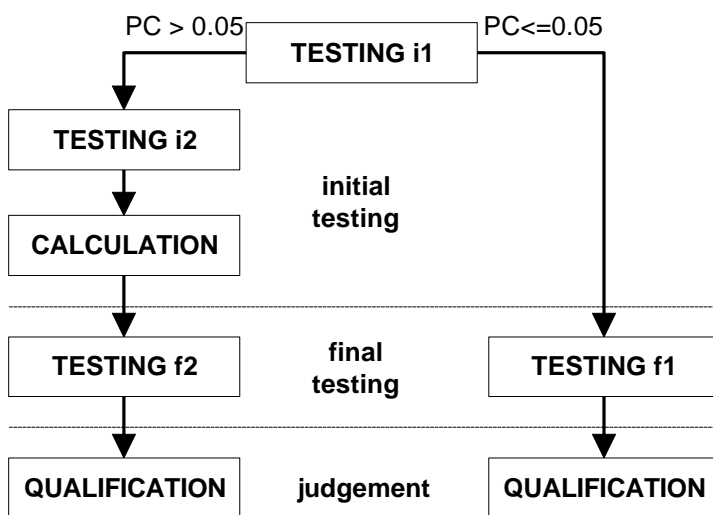 PC > 0.05
PC<=0.05
TESTING i1
TESTING i2
initial
testing
CALCULATION
TESTING f2
final
testing
TESTING f1
QUALIFICATION
judgement
QUALIFICATION